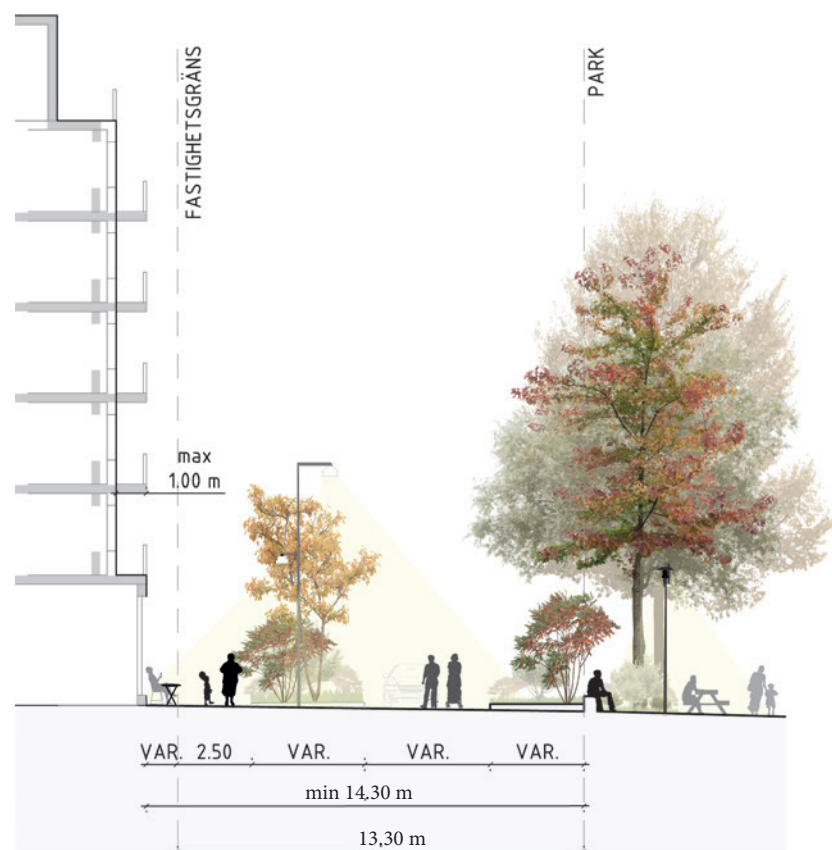 FASTIGHETSGRÄNS
PARK
max
1.00 m
VAR. 2.50 VAR. VAR. VAR.
min 14,30 m
13,30 m